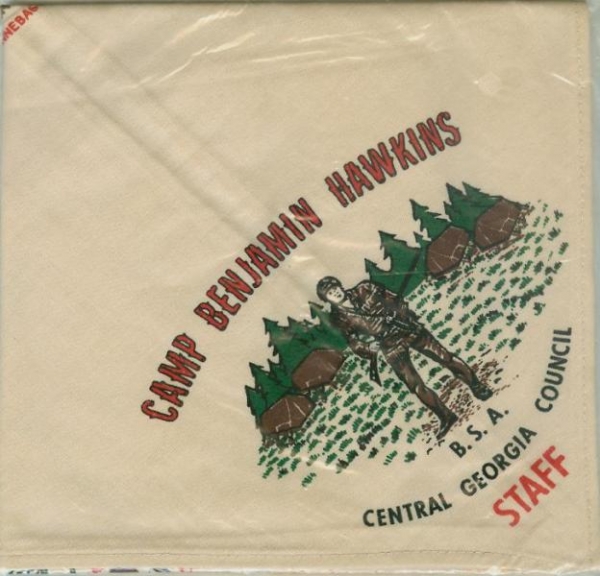 CAMP BENJAMIN HAWKINS
B. S. A.
CENTRAL GEORGIA COUNCIL
STAFF